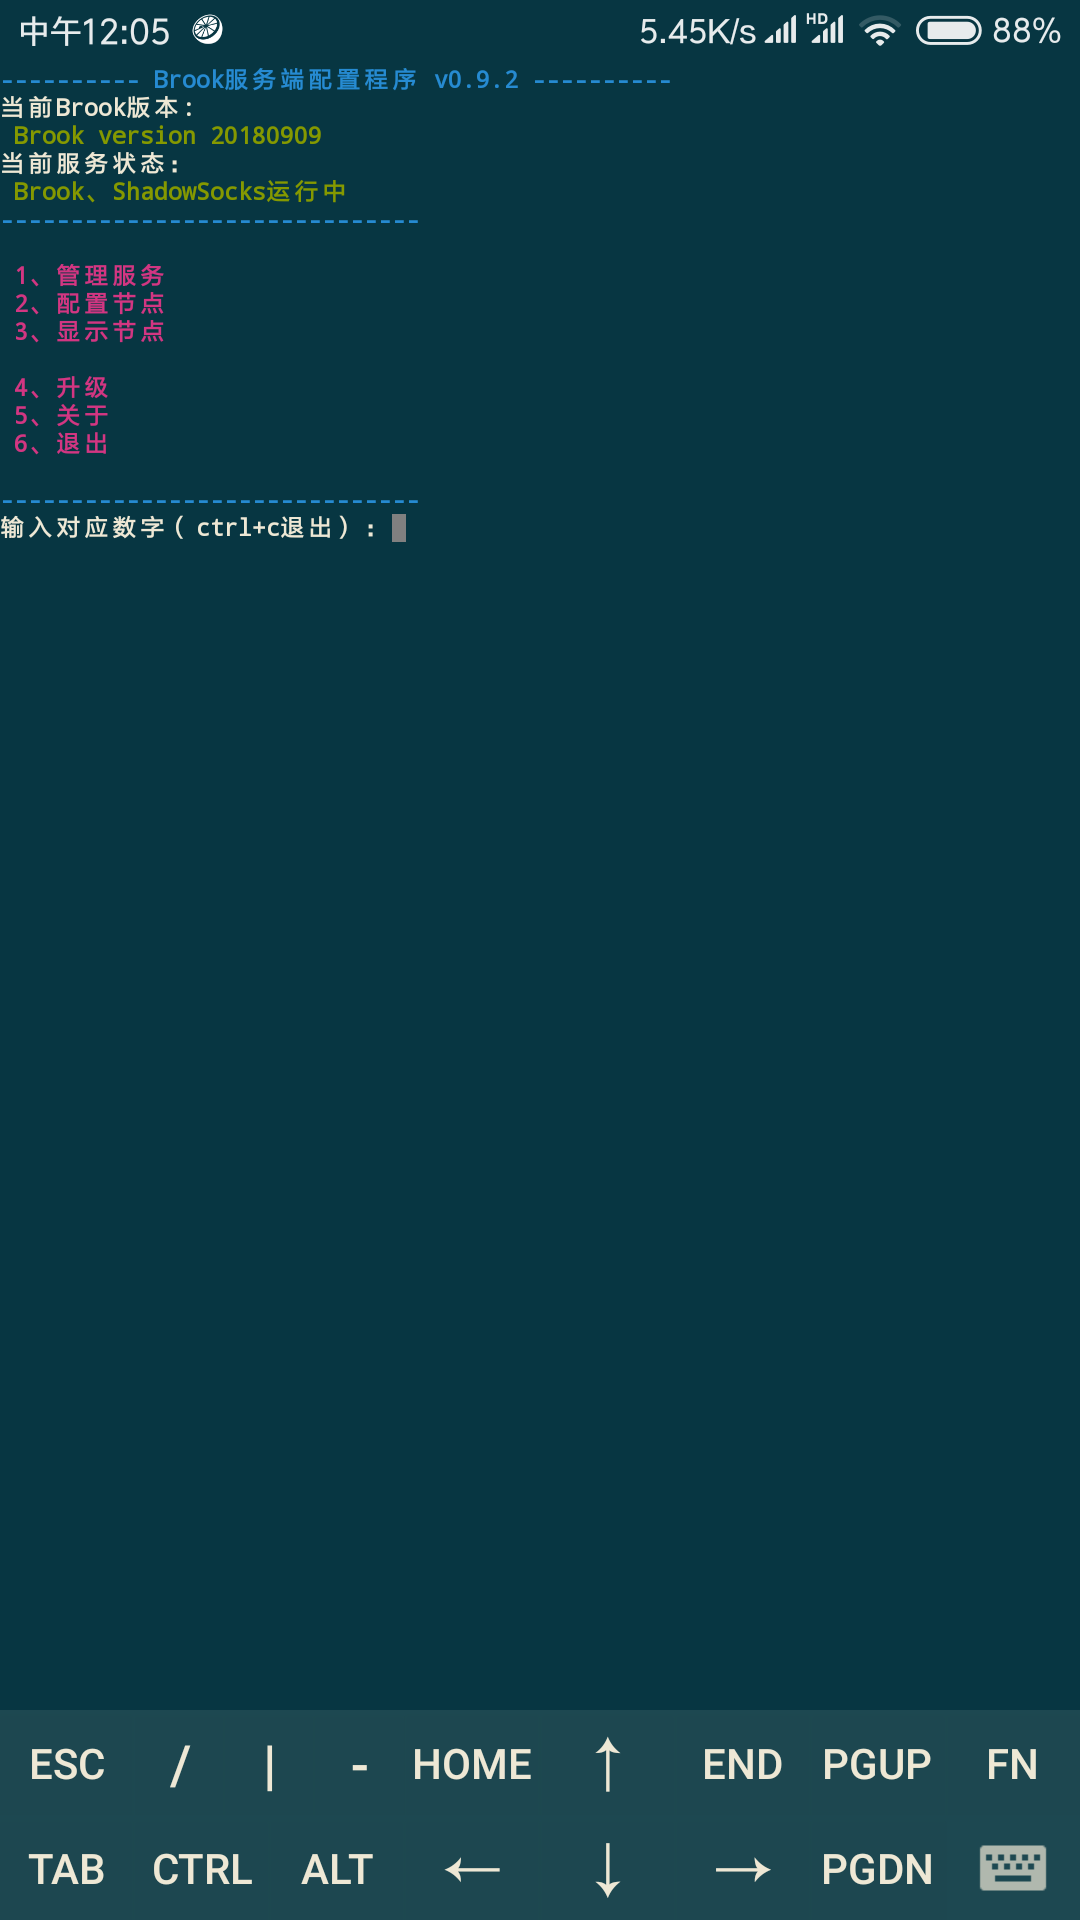 中午12:05 5.45K/s HD 88%
---------- Brook服务端配置程序 v0.9.2 ----------
当前Brook版本:
Brook version 20180909
当前服务状态:
Brook、ShadowSocks运行中
------------------------------
1、管理服务
2、配置节点
3、显示节点
4、升级
5、关于
6、退出
------------------------------
输入对应数字(ctrl+c退出):
ESC / | - HOME ↑ END PGUP FN
TAB CTRL ALT ← ↓ → PGDN